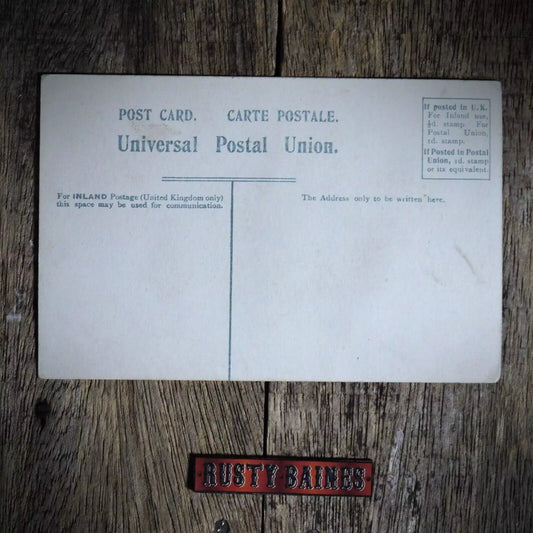 POST CARD. CARTE POSTALE.
Universal Postal Union.
If posted in U.K.
For Inland use,
½d. stamp. For
Postal Union,
1d. stamp.
If Posted in Postal
Union, 1d. stamp
or its equivalent.
For INLAND Postage (United Kingdom only)
this space may be used for communication.
The Address only to be written here.
RUSTY BAINES